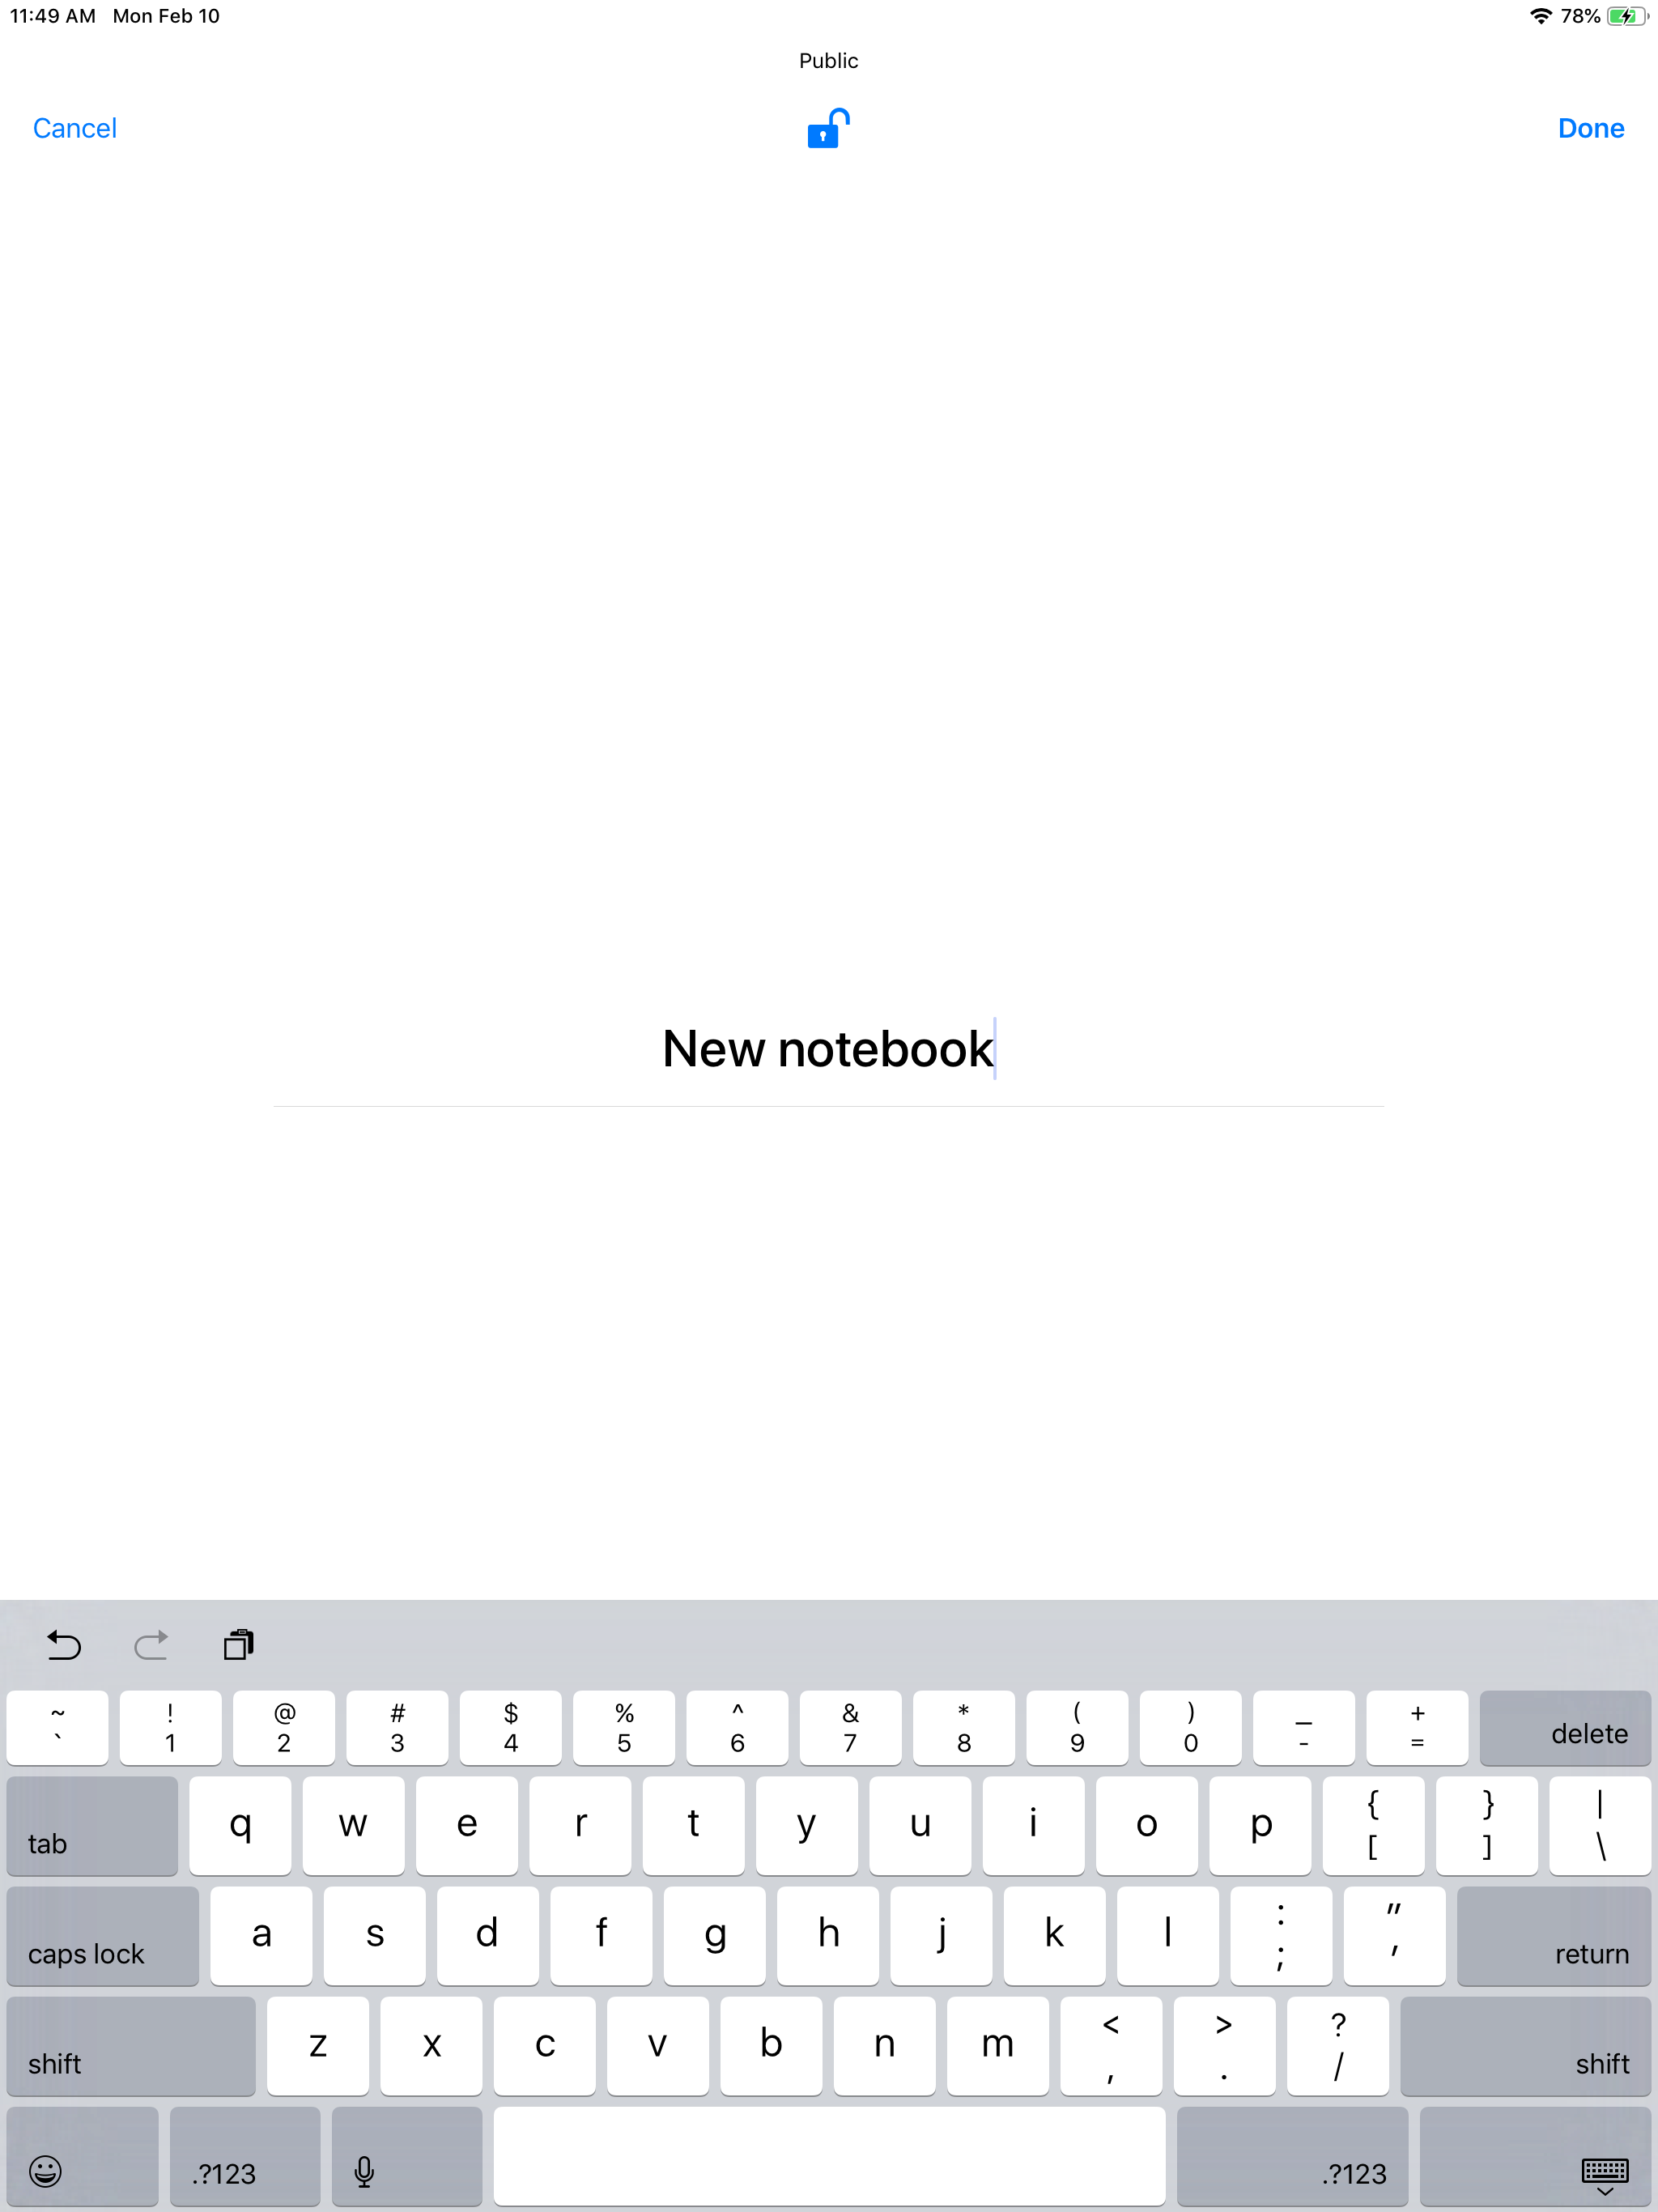 11:49 AM Mon Feb 10 78%
Public
Cancel Done
New notebook
~ ! @ # $ % ^ & * ( ) _ +
` 1 2 3 4 5 6 7 8 9 0 - = delete
tab q w e r t y u i o p { [ } ] | \
caps lock a s d f g h j k l : ; " ' return
shift z x c v b n m < , > . ? / shift
.?123 .?123